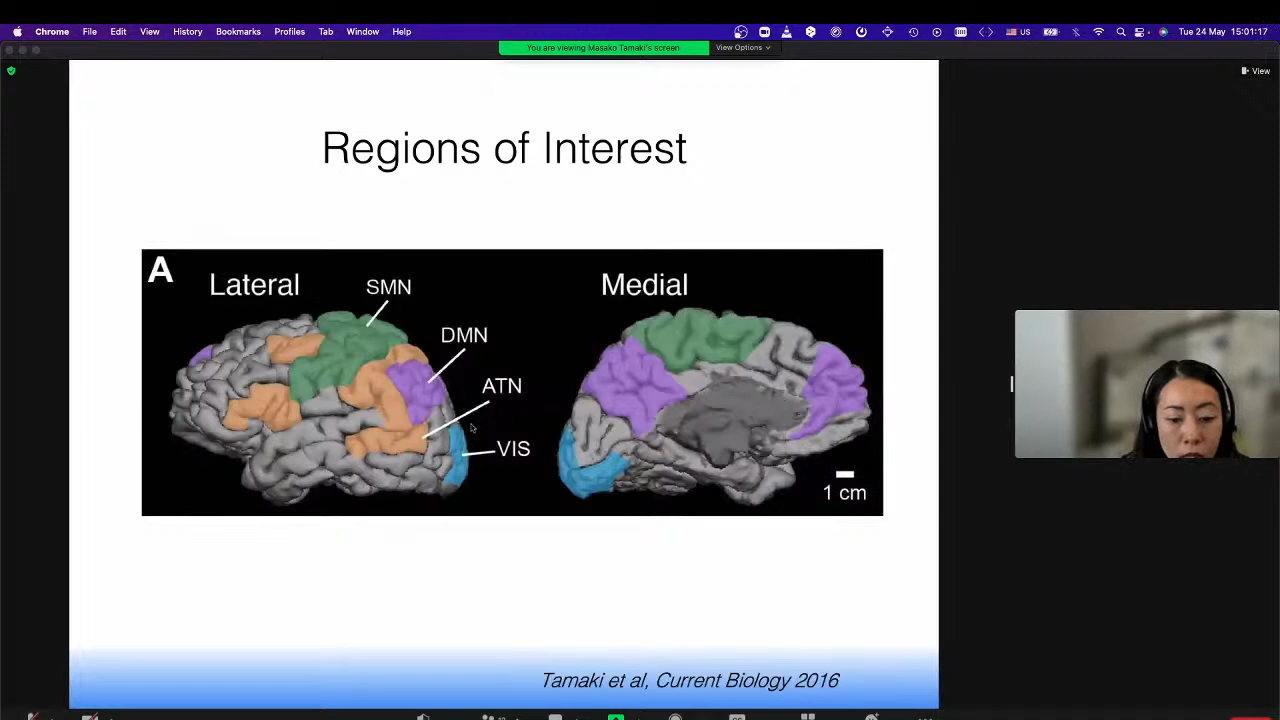 Chrome File Edit View History Bookmarks Profiles Tab Window Help US Tue 24 May 15:01:17
You are viewing Masako Tamaki's screen View Options
View
Regions of Interest
A
Lateral
SMN
DMN
ATN
VIS
Medial
1 cm
Tamaki et al, Current Biology 2016